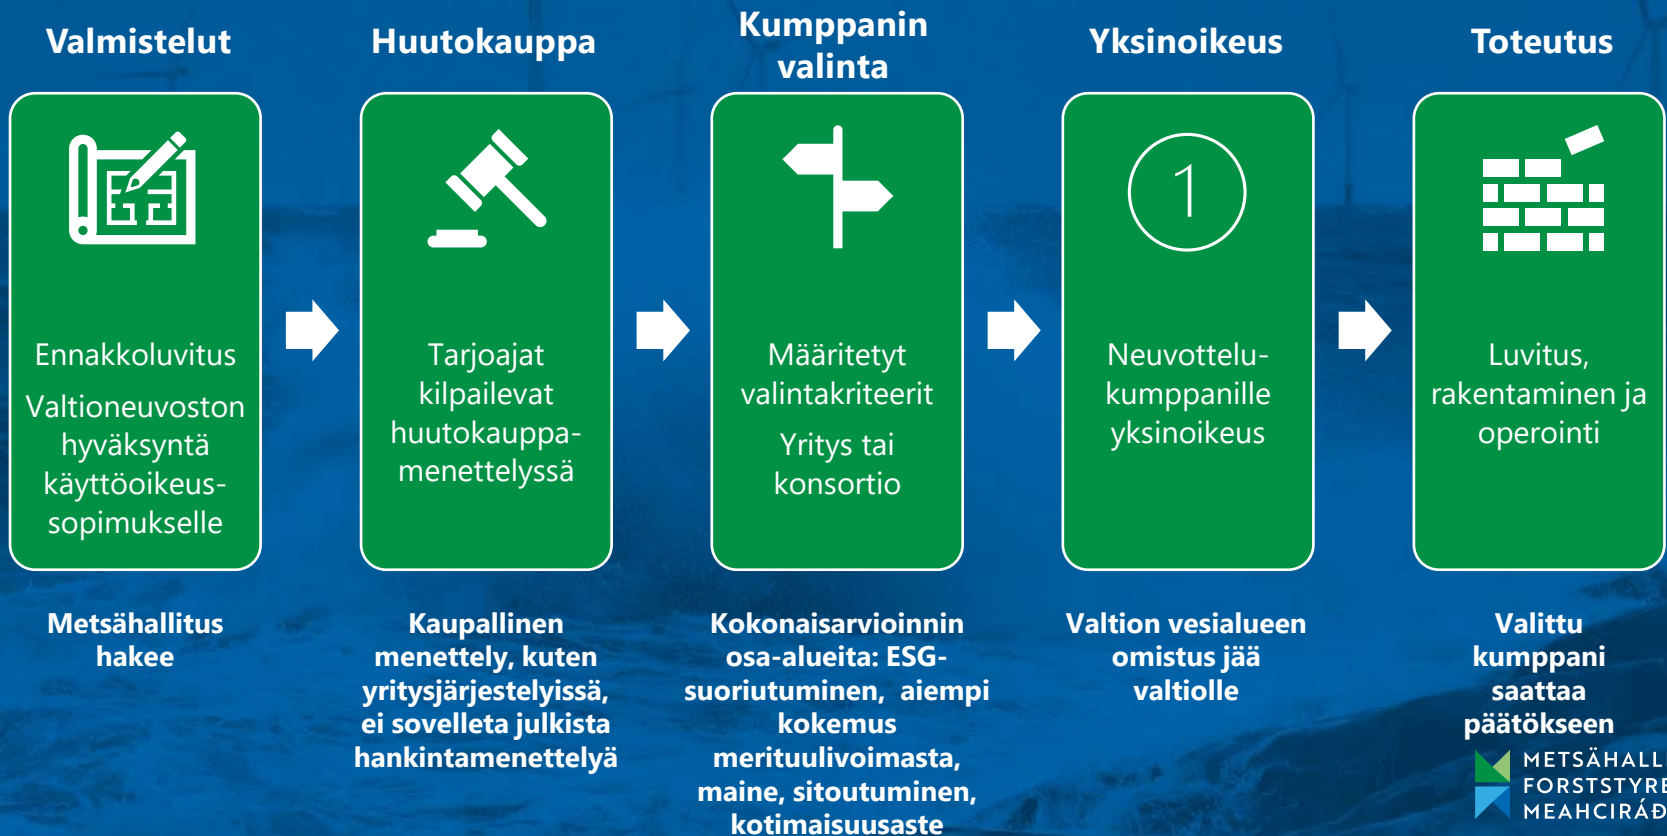 Valmistelut
Ennakkoluvitus
Valtioneuvoston
hyväksyntä
käyttöoikeus-
sopimukselle
Metsähallitus
hakee
Huutokauppa
Tarjoajat
kilpailevat
huutokauppa-
menettelyssä
Kaupallinen
menettely, kuten
yritysjärjestelyissä,
ei sovelleta julkista
hankintamenettelyä
Kumppanin
valinta
Määritetyt
valintakriteerit
Yritys tai
konsortio
Kokonaisarvioinnin
osa-alueita: ESG-
suoriutuminen, aiempi
kokemus
merituulivoimasta,
maine, sitoutuminen,
kotimaisuusaste
Yksinoikeus
1
Neuvottelu-
kumppanille
yksinoikeus
Valtion vesialueen
omistus jää
valtiolle
Toteutus
Luvitus,
rakentaminen ja
operointi
Valittu
kumppani
saattaa
päätökseen
METSÄHALL
FORSTSTYRE
MEAHCIRÁĐ